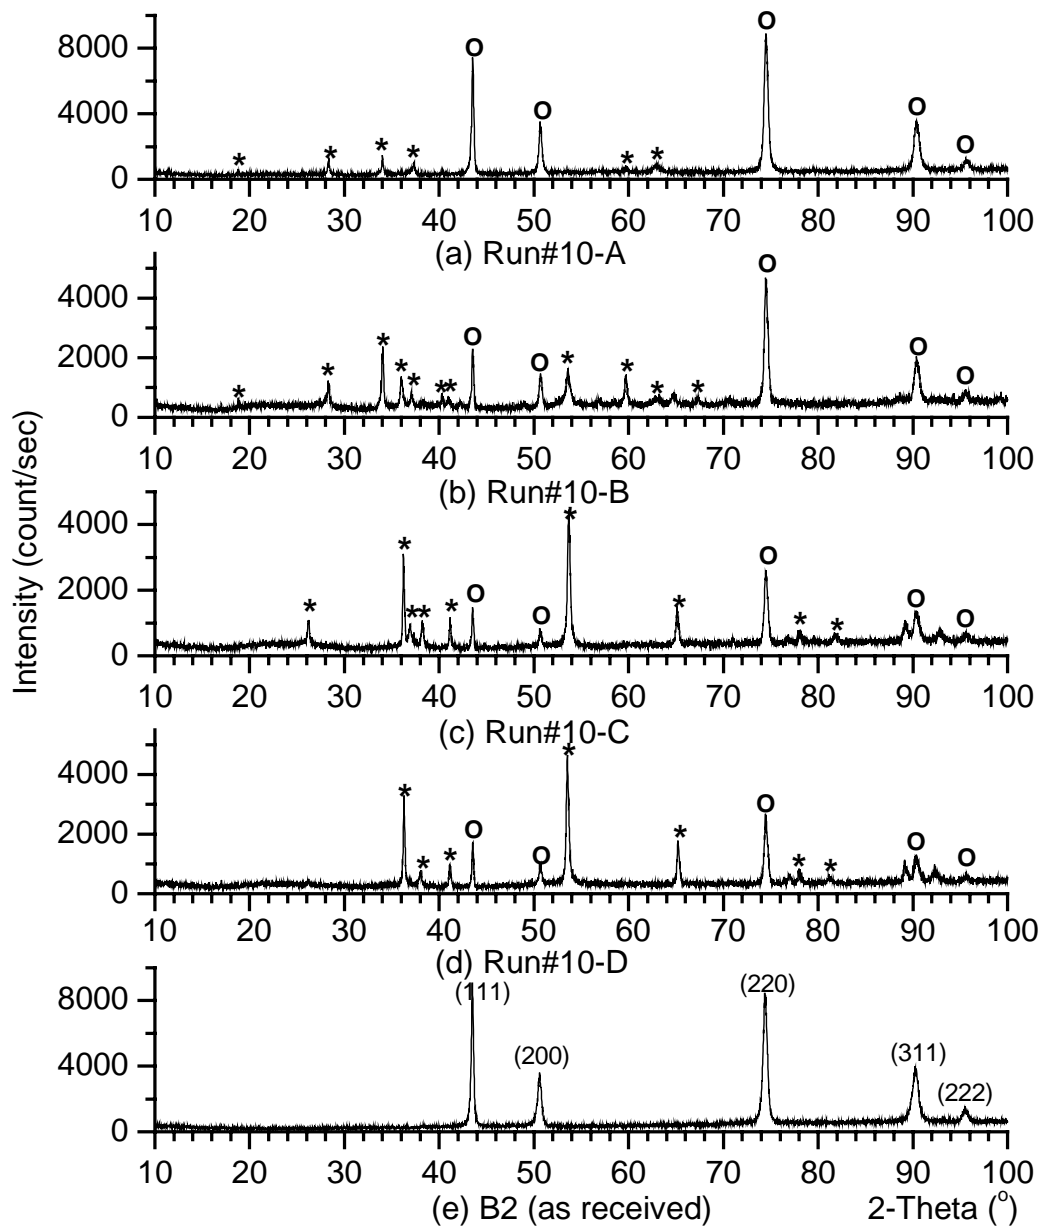 Intensity (count/sec)
8000
4000
0
O O O O O
* * * * * *
10 20 30 40 50 60 70 80 90 100
(a) Run#10-A
4000
2000
0
O O O O O
* * * * * * * * * * *
10 20 30 40 50 60 70 80 90 100
(b) Run#10-B
4000
2000
0
O O O O O
* * * * * * * * *
10 20 30 40 50 60 70 80 90 100
(c) Run#10-C
4000
2000
0
O O O O O
* * * * * * *
10 20 30 40 50 60 70 80 90 100
(d) Run#10-D
8000
4000
0
(111) (200) (220) (311) (222)
10 20 30 40 50 60 70 80 90 100
(e) B2 (as received) 2-Theta (°)